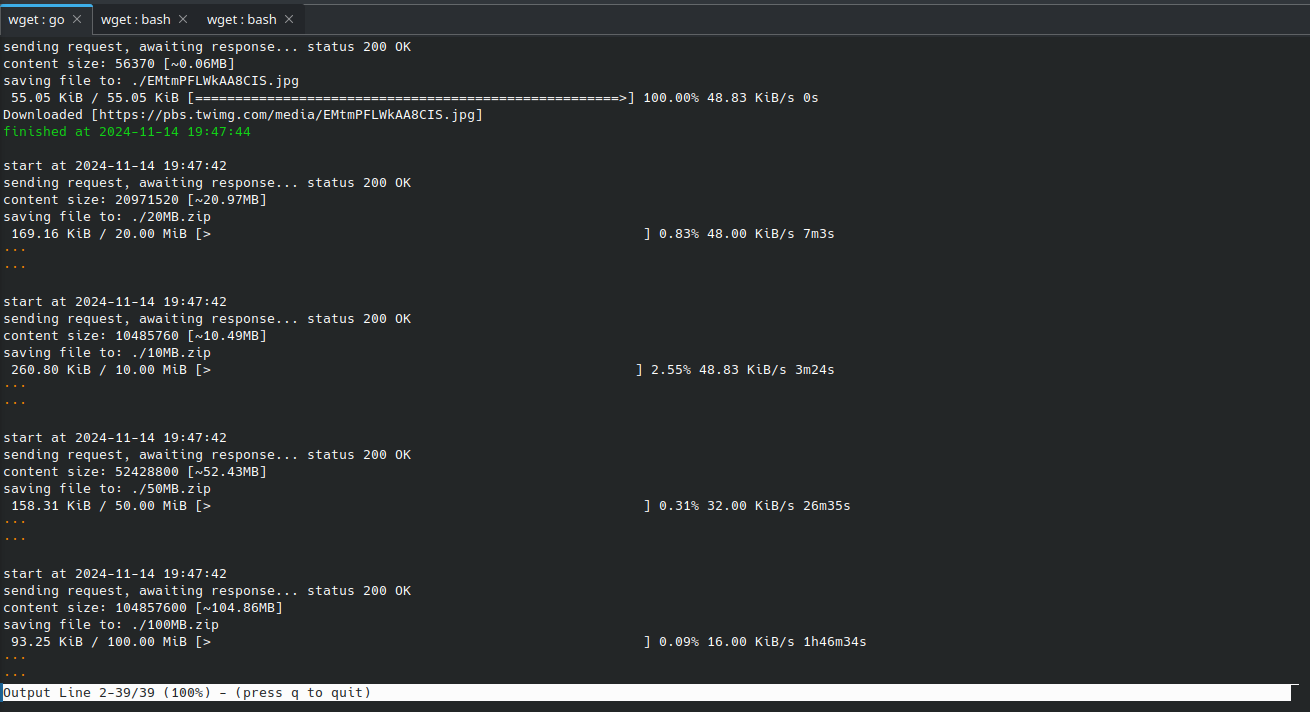 wget : go × wget : bash × wget : bash ×
sending request, awaiting response... status 200 OK
content size: 56370 [~0.06MB]
saving file to: ./EMtmPFLWkAA8CIS.jpg
55.05 KiB / 55.05 KiB [=====================================================>] 100.00% 48.83 KiB/s 0s
Downloaded [https://pbs.twimg.com/media/EMtmPFLWkAA8CIS.jpg]
finished at 2024-11-14 19:47:44
start at 2024-11-14 19:47:42
sending request, awaiting response... status 200 OK
content size: 20971520 [~20.97MB]
saving file to: ./20MB.zip
169.16 KiB / 20.00 MiB [> ] 0.83% 48.00 KiB/s 7m3s
...
...
start at 2024-11-14 19:47:42
sending request, awaiting response... status 200 OK
content size: 10485760 [~10.49MB]
saving file to: ./10MB.zip
260.80 KiB / 10.00 MiB [> ] 2.55% 48.83 KiB/s 3m24s
...
...
start at 2024-11-14 19:47:42
sending request, awaiting response... status 200 OK
content size: 52428800 [~52.43MB]
saving file to: ./50MB.zip
158.31 KiB / 50.00 MiB [> ] 0.31% 32.00 KiB/s 26m35s
...
...
start at 2024-11-14 19:47:42
sending request, awaiting response... status 200 OK
content size: 104857600 [~104.86MB]
saving file to: ./100MB.zip
93.25 KiB / 100.00 MiB [> ] 0.09% 16.00 KiB/s 1h46m34s
...
...
Output Line 2-39/39 (100%) - (press q to quit)